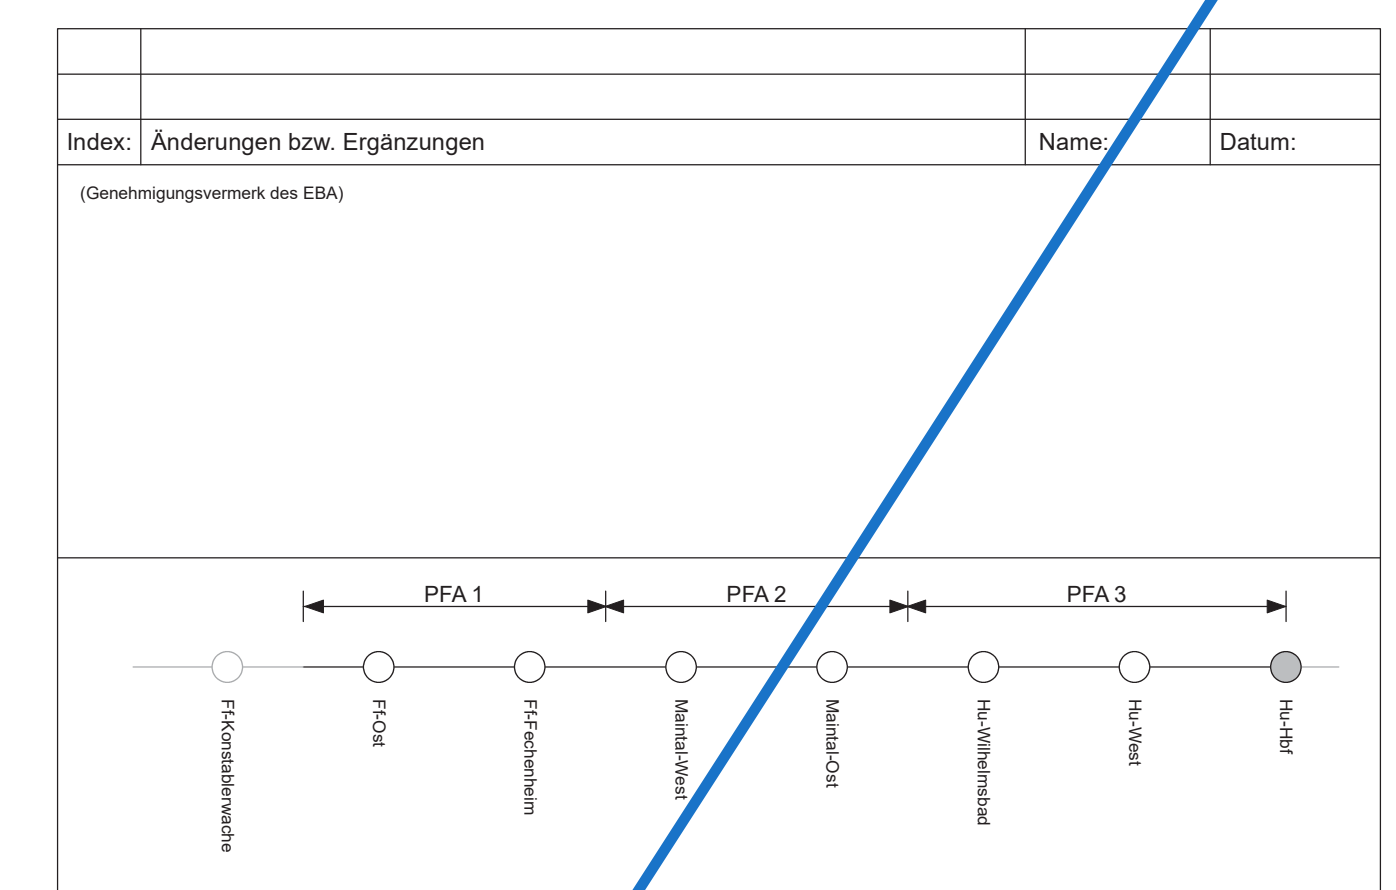 Index: Änderungen bzw. Ergänzungen Name: Datum:
(Genehmigungsvermerk des EBA)
PFA 1 PFA 2 PFA 3
Ff-Konstablerwache
Ff-Ost
Ff-Fechenheim
Maintal-West
Maintal-Ost
Hu-Wilhelmsbad
Hu-West
Hu-Hbf